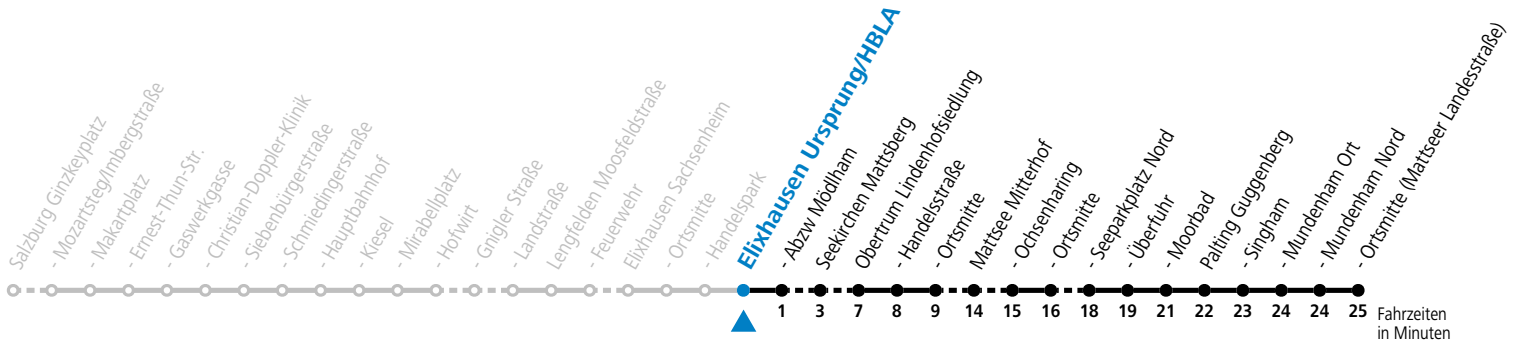 Salzburg Ginzkeyplatz
- Mozartsteg/Imbergstraße
- Makartplatz
- Ernest-Thun-Str.
- Gaswerkgasse
- Christian-Doppler-Klinik
- Siebenbürgerstraße
- Schmiedingerstraße
- Hauptbahnhof
- Kiesel
- Mirabellplatz
- Hofwirt
- Gnigler Straße
- Landstraße
Lengfelden Moosfeldstraße
- Feuerwehr
Elixhausen Sachsenheim
- Ortsmitte
- Handelspark
Elixhausen Ursprung/HBLA
- Abzw Mödlham
Seekirchen Mattsberg
Obertrum Lindenhofsiedlung
- Handelsstraße
- Ortsmitte
Mattsee Mitterhof
- Ochsenharing
- Ortsmitte
- Seeparkplatz Nord
- Überfuhr
- Moorbad
Palting Guggenberg
- Singham
- Mundenham Ort
- Mundenham Nord
- Ortsmitte (Mattseer Landesstraße)
1 3 7 8 9 14 15 16 18 19 21 22 23 24 24 25
Fahrzeiten
in Minuten